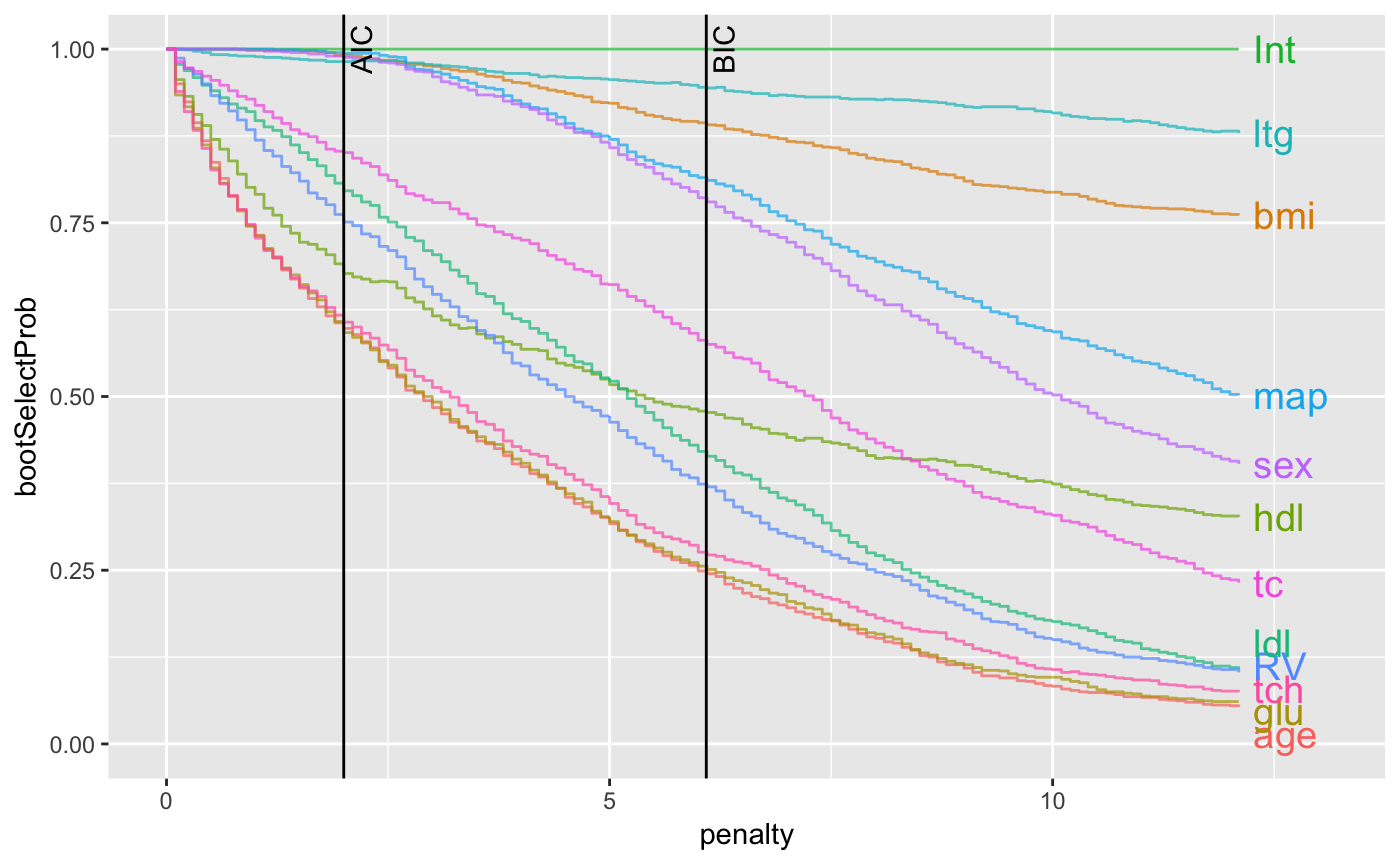 AIC
BIC
1.00
0.75
0.50
0.25
0.00
bootSelectProb
Int
ltg
bmi
map
sex
hdl
tc
ldl
RV
tch
glu
age
0
5
10
penalty